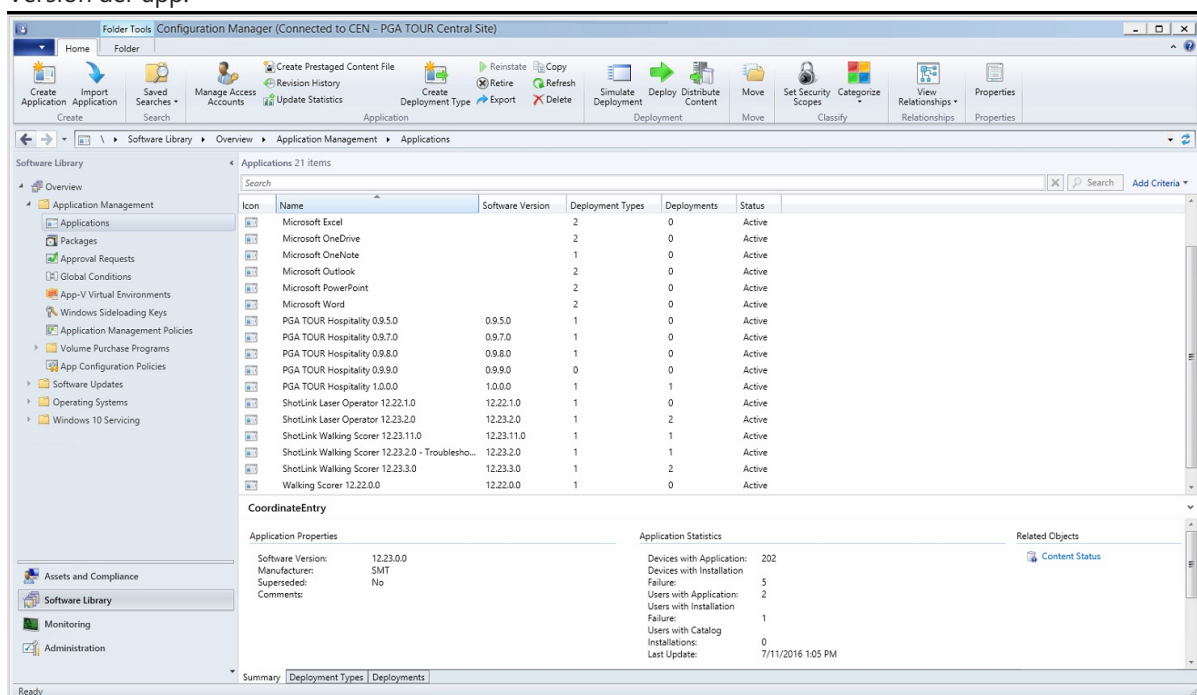 Folder Tools Configuration Manager (Connected to CEN - PGA TOUR Central Site)
Home Folder
Create Application
Import Application
Saved Searches
Manage Access Accounts
Create Prestaged Content File
Revision History
Update Statistics
Create Deployment Type
Reinstate
Retire
Export
Copy
Refresh
Delete
Simulate Deployment
Deploy
Distribute Content
Move
Set Security Scopes
Categorize
View Relationships
Properties
Create Search Application Deployment Move Classify Relationships Properties
\ Software Library Overview Application Management Applications
Software Library
Overview
Application Management
Applications
Packages
Approval Requests
Global Conditions
App-V Virtual Environments
Windows Sideloading Keys
Application Management Policies
Volume Purchase Programs
App Configuration Policies
Software Updates
Operating Systems
Windows 10 Servicing
Assets and Compliance
Software Library
Monitoring
Administration
Applications 21 items
Search Search Add Criteria
Icon Name Software Version Deployment Types Deployments Status
Microsoft Excel 2 0 Active
Microsoft OneDrive 2 0 Active
Microsoft OneNote 1 0 Active
Microsoft Outlook 2 0 Active
Microsoft PowerPoint 2 0 Active
Microsoft Word 2 0 Active
PGA TOUR Hospitality 0.9.5.0 0.9.5.0 1 0 Active
PGA TOUR Hospitality 0.9.7.0 0.9.7.0 1 0 Active
PGA TOUR Hospitality 0.9.8.0 0.9.8.0 1 0 Active
PGA TOUR Hospitality 0.9.9.0 0.9.9.0 0 0 Active
PGA TOUR Hospitality 1.0.0.0 1.0.0.0 1 1 Active
ShotLink Laser Operator 12.22.1.0 12.22.1.0 1 0 Active
ShotLink Laser Operator 12.23.2.0 12.23.2.0 1 2 Active
ShotLink Walking Scorer 12.23.11.0 12.23.11.0 1 1 Active
ShotLink Walking Scorer 12.23.2.0 - Troublesho... 12.23.2.0 1 1 Active
ShotLink Walking Scorer 12.23.3.0 12.23.3.0 1 2 Active
Walking Scorer 12.22.0.0 12.22.0.0 1 0 Active
CoordinateEntry
Application Properties
Software Version: 12.23.0.0
Manufacturer: SMT
Superseded: No
Comments:
Application Statistics
Devices with Application: 202
Devices with Installation
Failure: 5
Users with Application: 2
Users with Installation
Failure: 1
Users with Catalog
Installations: 0
Last Update: 7/11/2016 1:05 PM
Related Objects
Content Status
Summary Deployment Types Deployments
Ready